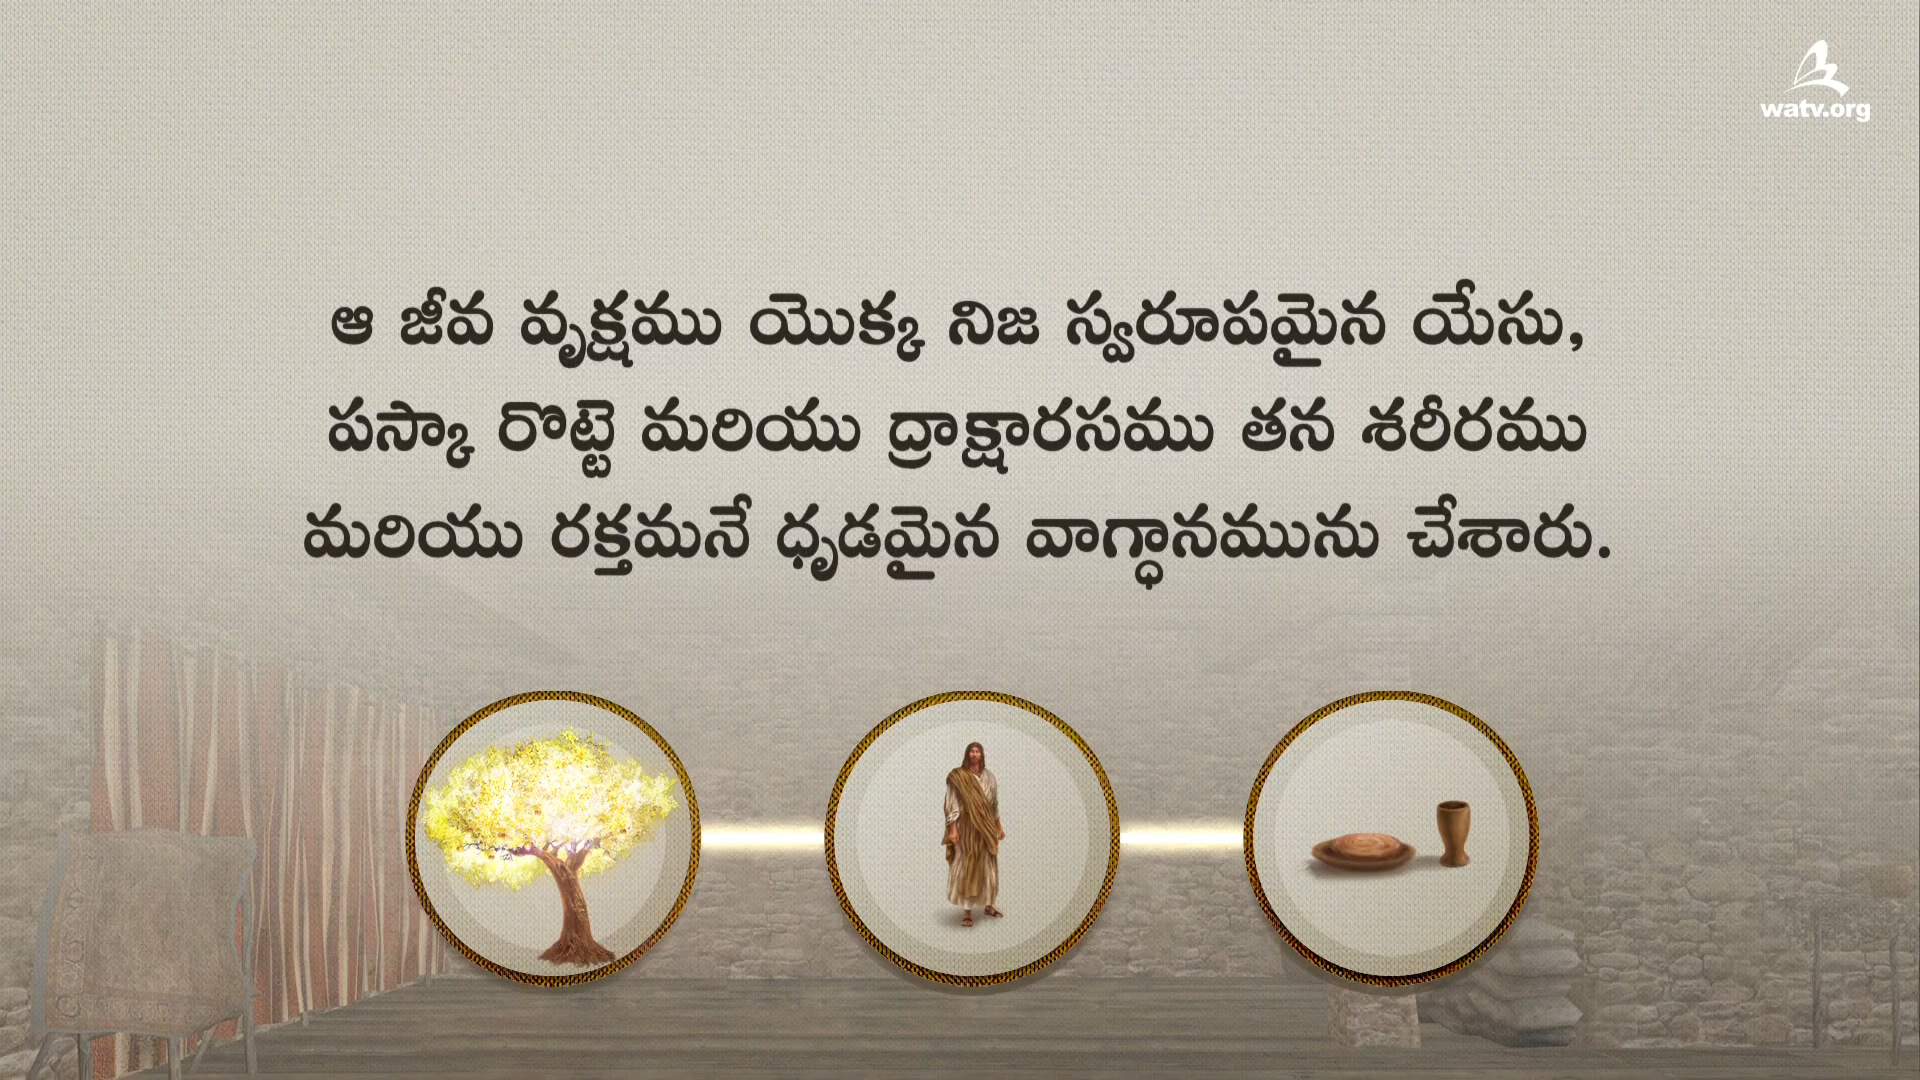 watv.org
ఆ జీవ వృక్షము యొక్క నిజ స్వరూపమైన యేసు,
పస్కా రొట్టె మరియు ద్రాక్షారసము తన శరీరము
మరియు రక్తమనే ధృడమైన వాగ్ధానమును చేశారు.